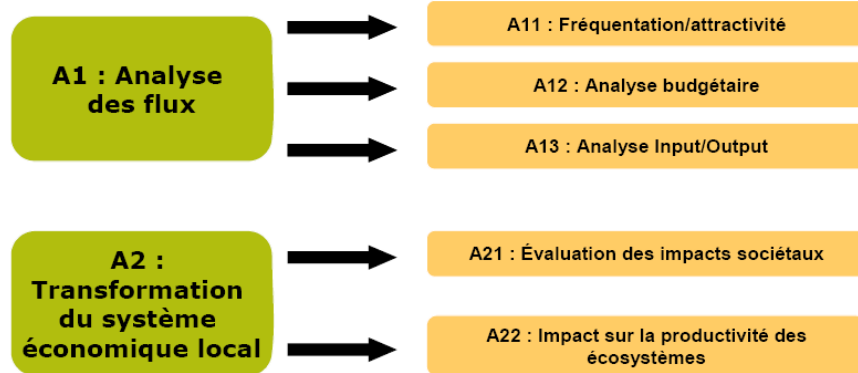 A1 : Analyse
des flux
A11 : Fréquentation/attractivité
A12 : Analyse budgétaire
A13 : Analyse Input/Output
A2 :
Transformation
du système
économique local
A21 : Évaluation des impacts sociétaux
A22 : Impact sur la productivité des
écosystèmes